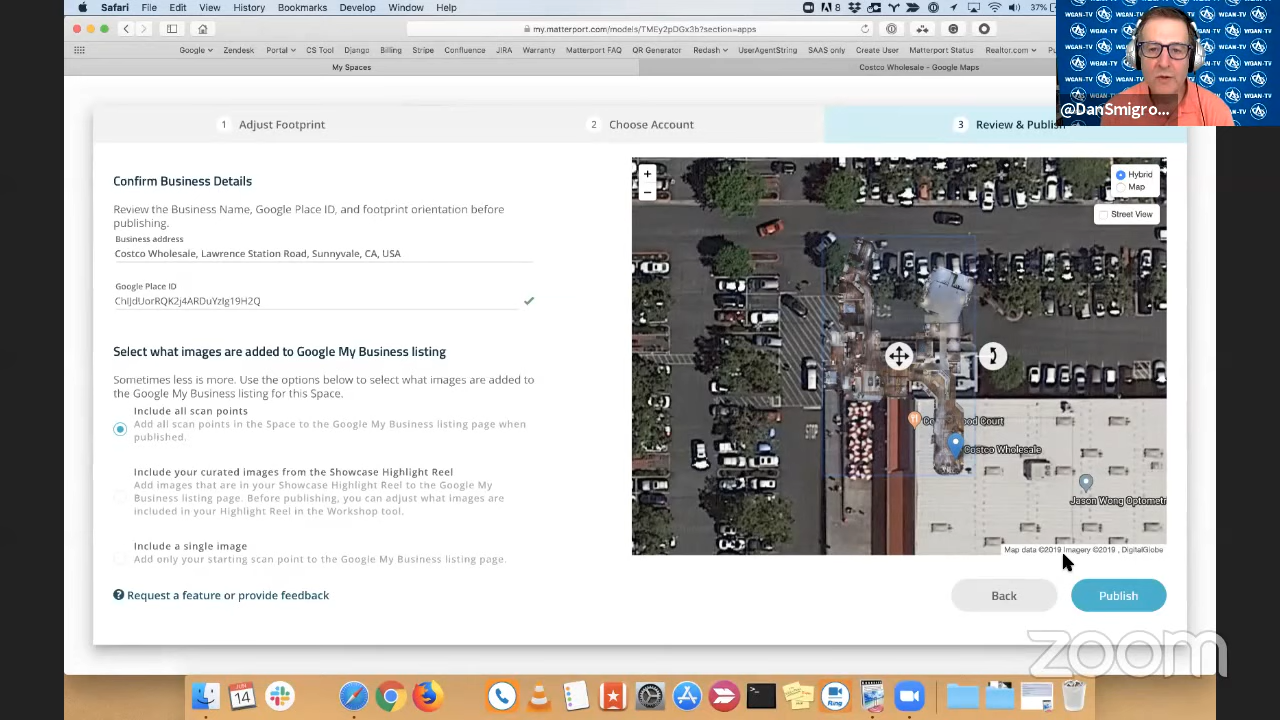 Safari File Edit View History Bookmarks Develop Window Help
8
37%
my.matterport.com/models/TMEy2pDGx3b?section=apps
Google Zendesk Portal CS Tool Django Billing Stripe Confluence JIRA Warranty Matterport FAQ QR Generator Redash UserAgentString SAAS only Create User Matterport Status Realtor.com
My Spaces Costco Wholesale - Google Maps
WGAN-TV
@DanSmigro...
1 Adjust Footprint 2 Choose Account 3 Review & Publish
Confirm Business Details
Review the Business Name, Google Place ID, and footprint orientation before
publishing.
Business address
Costco Wholesale, Lawrence Station Road, Sunnyvale, CA, USA
Google Place ID
Select what images are added to Google My Business listing
Sometimes less is more. Use the options below to select what images are added to
the Google My Business listing for this Space.
Include all scan points
Add all scan points in the Space to the Google My Business listing page when
published.
Include your curated images from the Showcase Highlight Reel
Add images that are in your Showcase Highlight Reel to the Google My
Business listing page. Before publishing, you can adjust what images are
included in your Highlight Reel in the Workshop tool.
Include a single image
Add only your starting scan point to the Google My Business listing page.
? Request a feature or provide feedback
+
−
Hybrid
Map
Street View
Court
Costco Wholesale
Jason Wong Optomet
Map data ©2019 Imagery ©2019 , DigitalGlobe
Back Publish
zoom
14
Ring